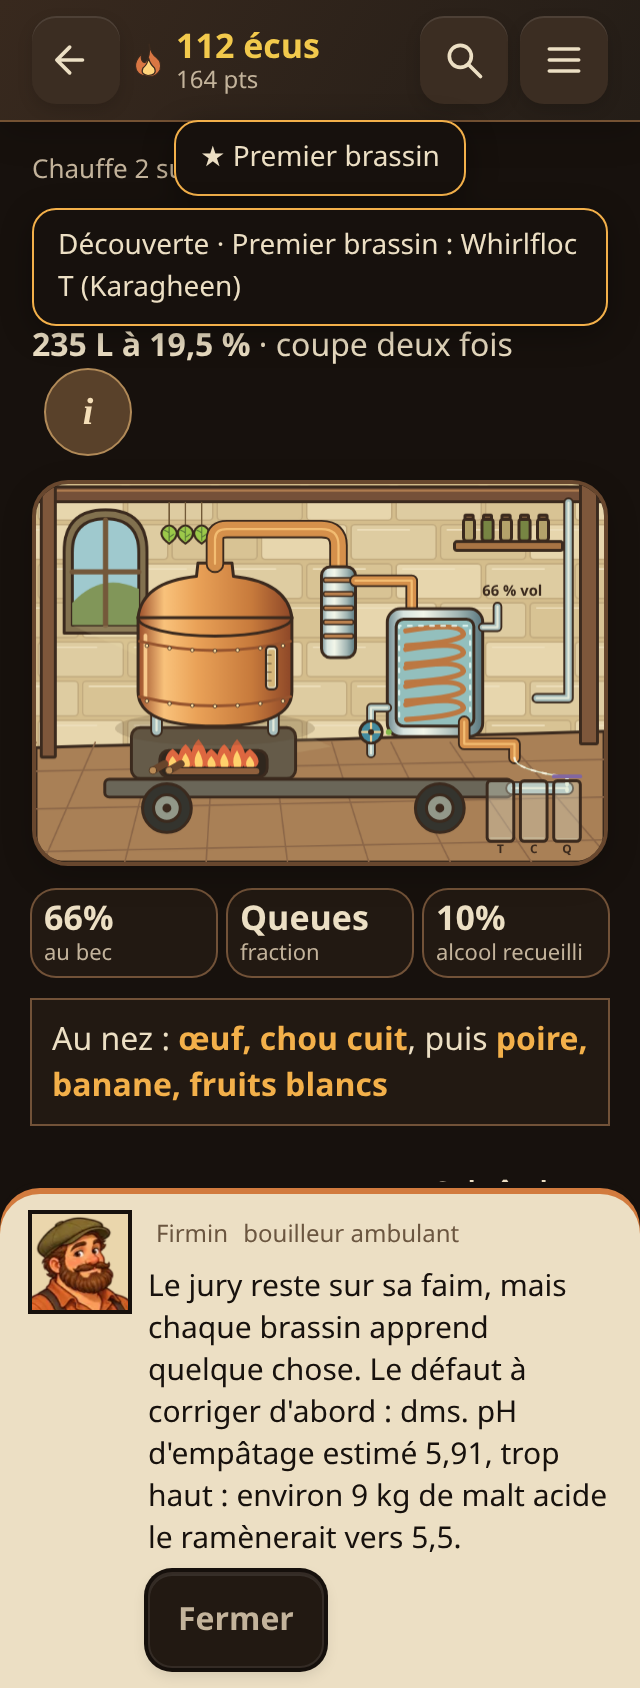 112 écus
164 pts
Chauffe 2 su
★ Premier brassin
Découverte · Premier brassin : Whirlfloc
T (Karagheen)
235 L à 19,5 % · coupe deux fois
i
66 % vol
T C Q
66%
au bec
Queues
fraction
10%
alcool recueilli
Au nez : œuf, chou cuit, puis poire,
banane, fruits blancs
Firmin bouilleur ambulant
Le jury reste sur sa faim, mais
chaque brassin apprend
quelque chose. Le défaut à
corriger d'abord : dms. pH
d'empâtage estimé 5,91, trop
haut : environ 9 kg de malt acide
le ramènerait vers 5,5.
Fermer